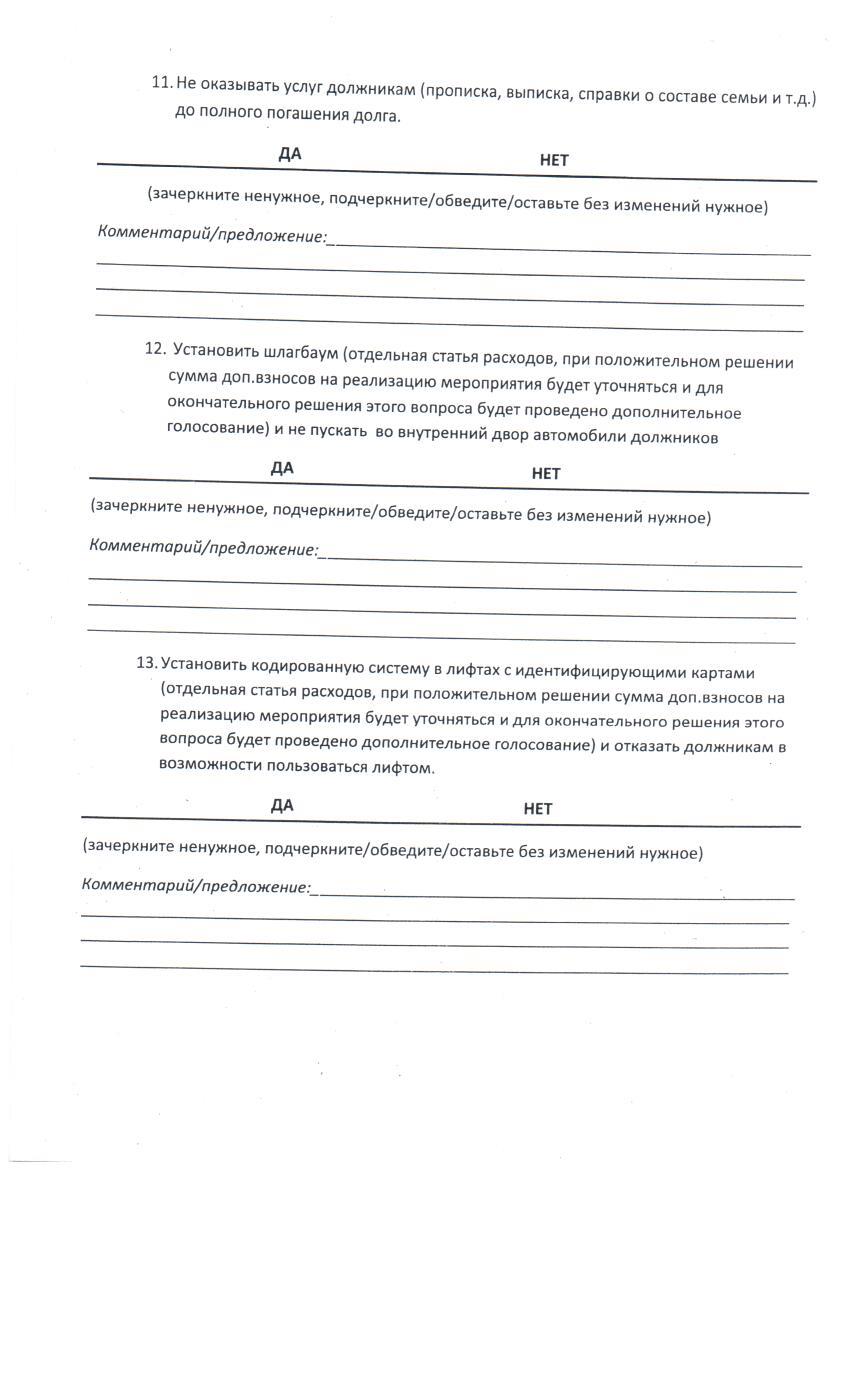 11. Не оказывать услуг должникам (прописка, выписка, справки о составе семьи и т.д.)
до полного погашения долга.
ДА НЕТ
(зачеркните ненужное, подчеркните/обведите/оставьте без изменений нужное)
Комментарий/предложение:
12. Установить шлагбаум (отдельная статья расходов, при положительном решении
сумма доп.взносов на реализацию мероприятия будет уточняться и для
окончательного решения этого вопроса будет проведено дополнительное
голосование) и не пускать во внутренний двор автомобили должников
ДА НЕТ
(зачеркните ненужное, подчеркните/обведите/оставьте без изменений нужное)
Комментарий/предложение:
13. Установить кодированную систему в лифтах с идентифицирующими картами
(отдельная статья расходов, при положительном решении сумма доп.взносов на
реализацию мероприятия будет уточняться и для окончательного решения этого
вопроса будет проведено дополнительное голосование) и отказать должникам в
возможности пользоваться лифтом.
ДА НЕТ
(зачеркните ненужное, подчеркните/обведите/оставьте без изменений нужное)
Комментарий/предложение: